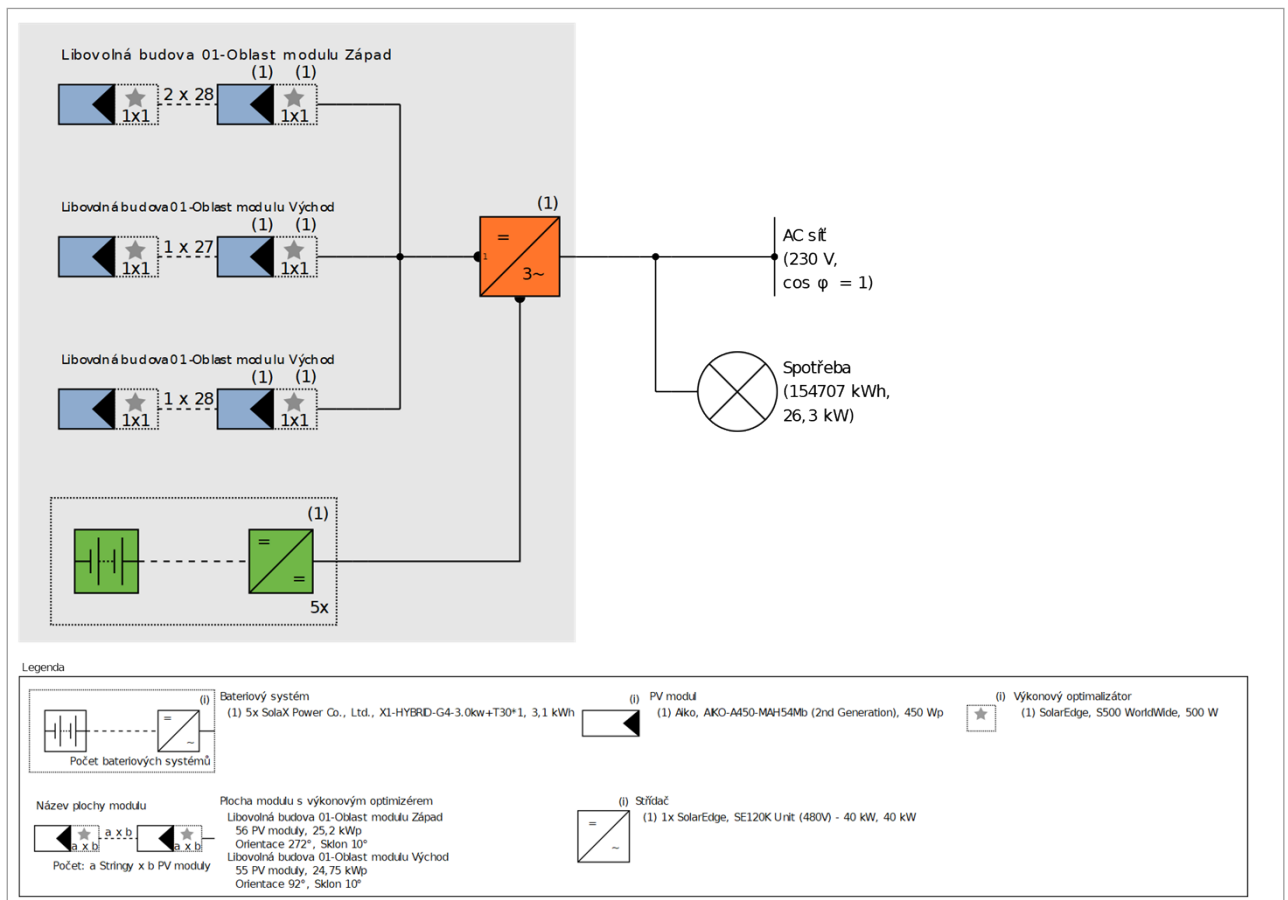 Libovolná budova 01-Oblast modulu Západ
(1) (1)
2 x 28
1x1 1x1
Libovolná budova 01-Oblast modulu Východ
(1) (1)
1 x 27
1x1 1x1
(1)
=
1
3~
AC síť
(230 V,
cos φ = 1)
Libovolná budova 01-Oblast modulu Východ
(1) (1)
1 x 28
1x1 1x1
Spotřeba
(154707 kWh,
26,3 kW)
(1)
=
=
5x
Legenda
(i) Bateriový systém
(1) 5x SolaX Power Co., Ltd., X1-HYBRID-G4-3.0kw+T30*1, 3,1 kWh
=
~
Počet bateriových systémů
(i) PV modul
(1) Aiko, AIKO-A450-MAH54Mb (2nd Generation), 450 Wp
(i) Výkonový optimalizátor
(1) SolarEdge, S500 WorldWide, 500 W
Název plochy modulu
a x b
a x b a x b
Počet: a Stringy x b PV moduly
Plocha modulu s výkonovým optimizérem
Libovolná budova 01-Oblast modulu Západ
56 PV moduly, 25,2 kWp
Orientace 272°, Sklon 10°
Libovolná budova 01-Oblast modulu Východ
55 PV moduly, 24,75 kWp
Orientace 92°, Sklon 10°
(i) Střídač
(1) 1x SolarEdge, SE120K Unit (480V) - 40 kW, 40 kW
=
~